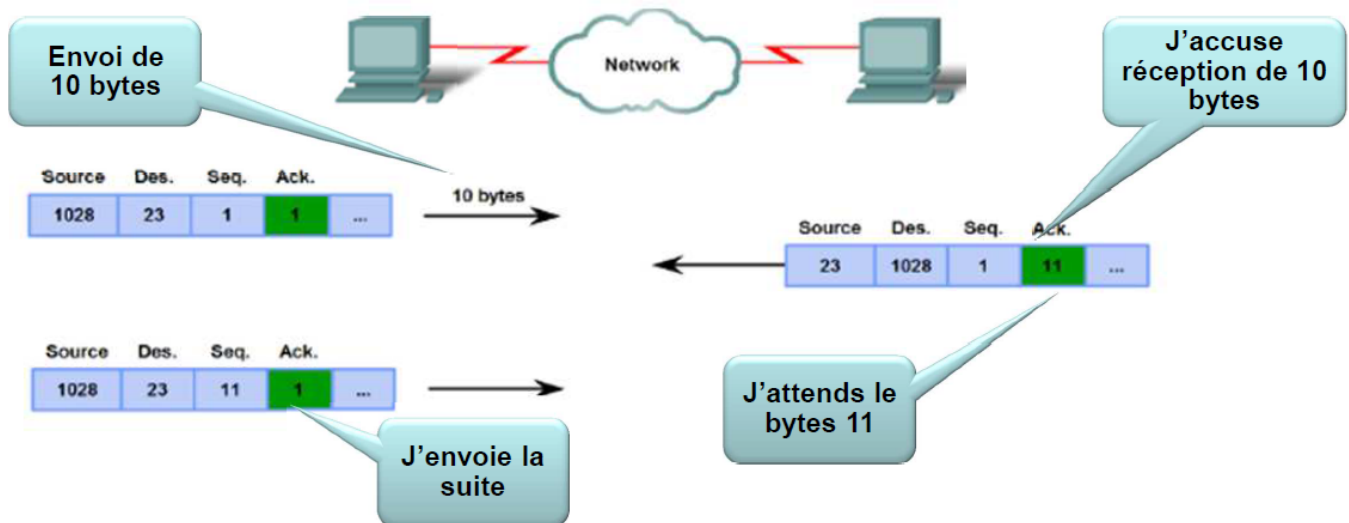 Envoi de
10 bytes
Network
J'accuse
réception de 10
bytes
Source Des. Seq. Ack.
1028 23 1 1 ...
10 bytes
Source Des. Seq. Ack.
23 1028 1 11 ...
Source Des. Seq. Ack.
1028 23 11 1 ...
J'attends le
bytes 11
J'envoie la
suite